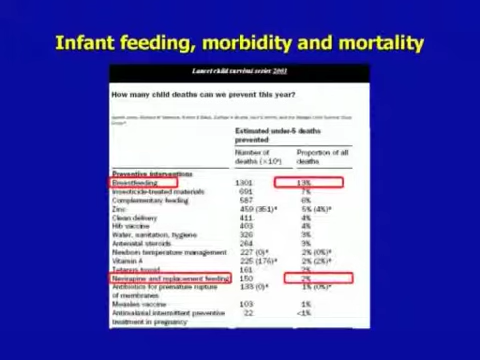 Infant feeding, morbidity and mortality
Lancet child survival series 2003
How many child deaths can we prevent this year?
Estimated under-5 deaths
prevented
Number of Proportion of all
deaths (×10³) deaths
Preventive interventions
Breastfeeding 1301 13%
Insecticide-treated materials 691 7%
Complementary feeding 587 6%
Zinc 459 (351)* 5% (4%)*
Clean delivery 411 4%
Hib vaccine 403 4%
Water, sanitation, hygiene 326 3%
Antenatal steroids 264 3%
Newborn temperature management 227 (0)* 2% (0%)*
Vitamin A 225 (176)* 2% (2%)*
Tetanus toxoid 161 2%
Nevirapine and replacement feeding 150 2%
Antibiotics for premature rupture 133 (0)* 1% (0%)*
of membranes
Measles vaccine 103 1%
Antimalarial intermittent preventive 22 <1%
treatment in pregnancy